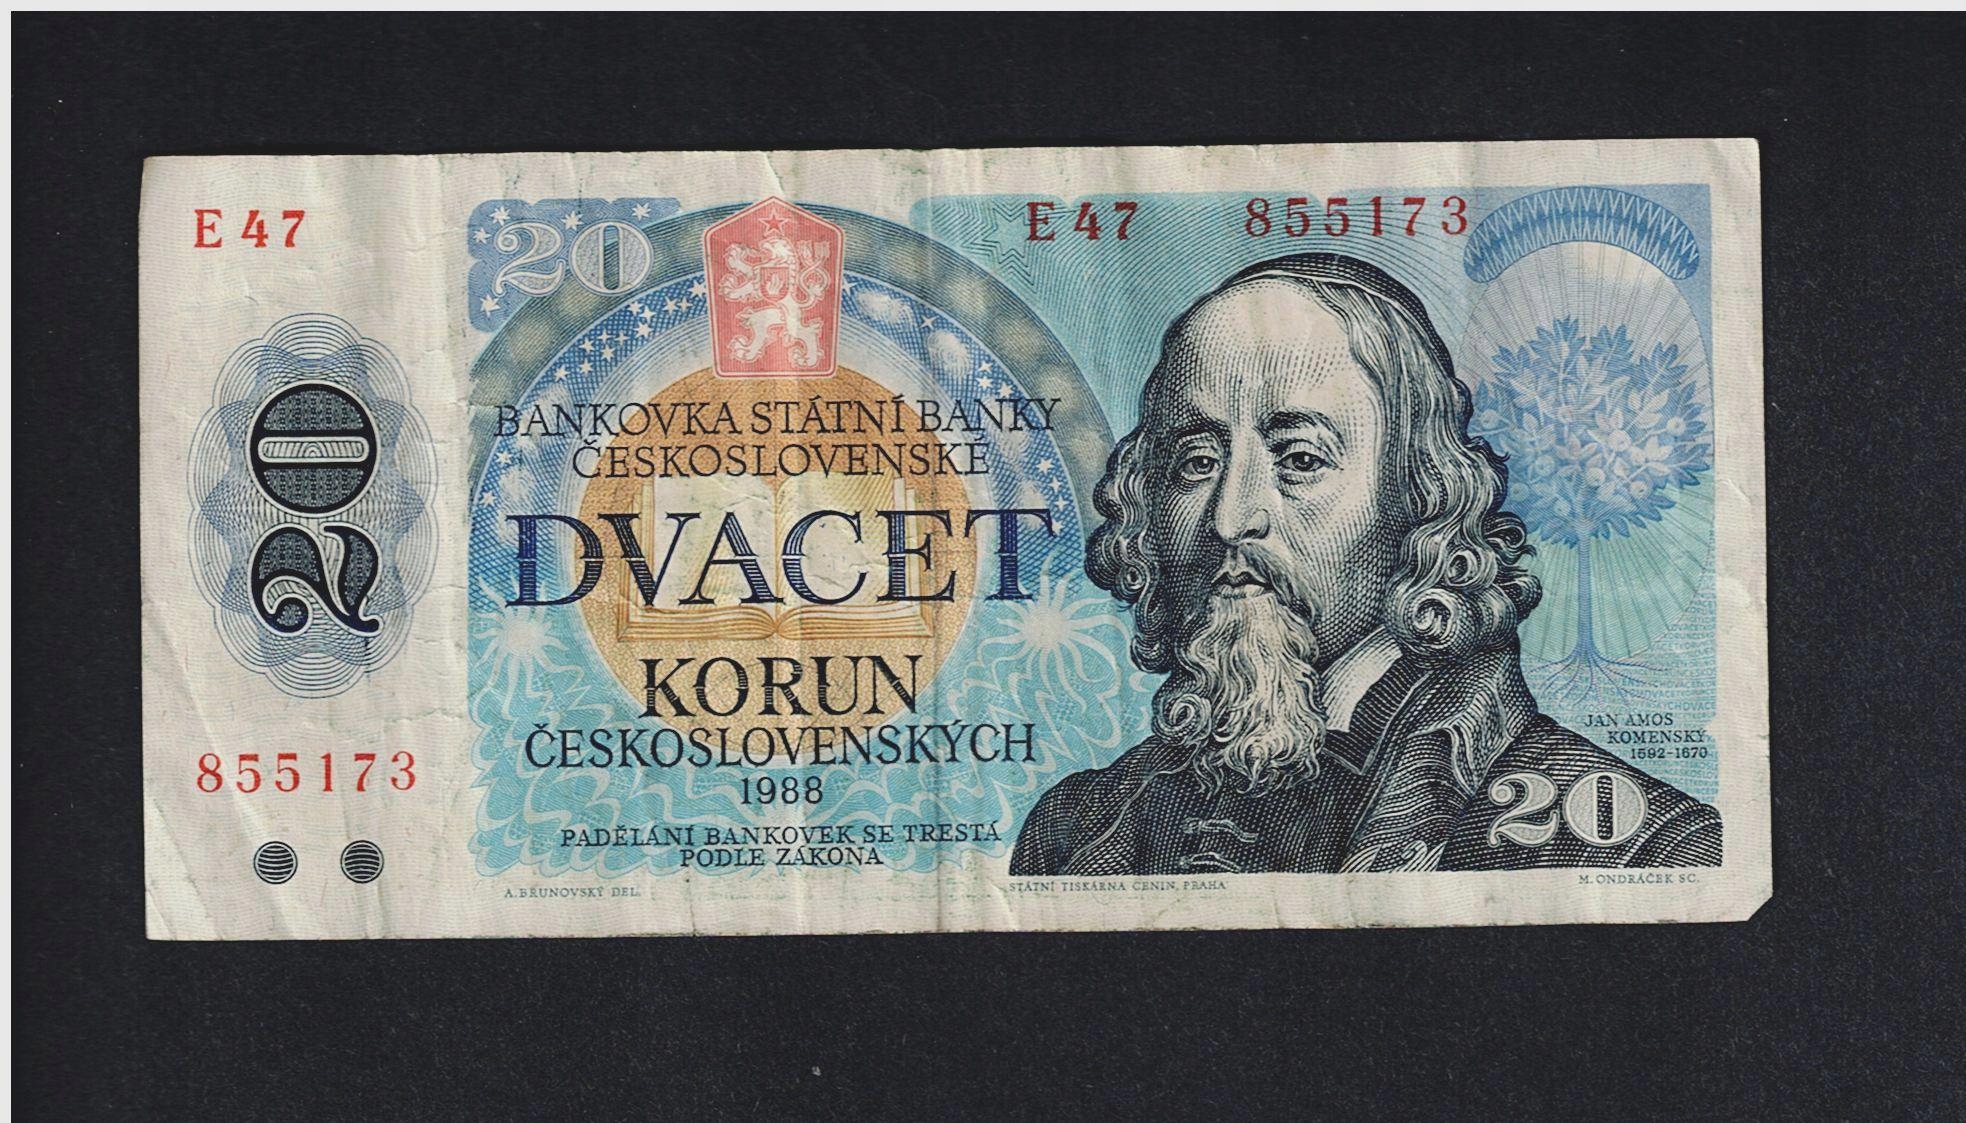 E 47
20
E 47 855173
BANKOVKA STÁTNÍ BANKY
ČESKOSLOVENSKÉ
20
DVACET
KORUN
ČESKOSLOVENSKÝCH
1988
JAN AMOS
KOMENSKÝ
1592-1670
855173
20
PADĚLÁNÍ BANKOVEK SE TRESTÁ
PODLE ZÁKONA
A. BRUNOVSKÝ DEL.
STÁTNÍ TISKÁRNA CENIN, PRAHA
M. ONDRÁČEK SC.